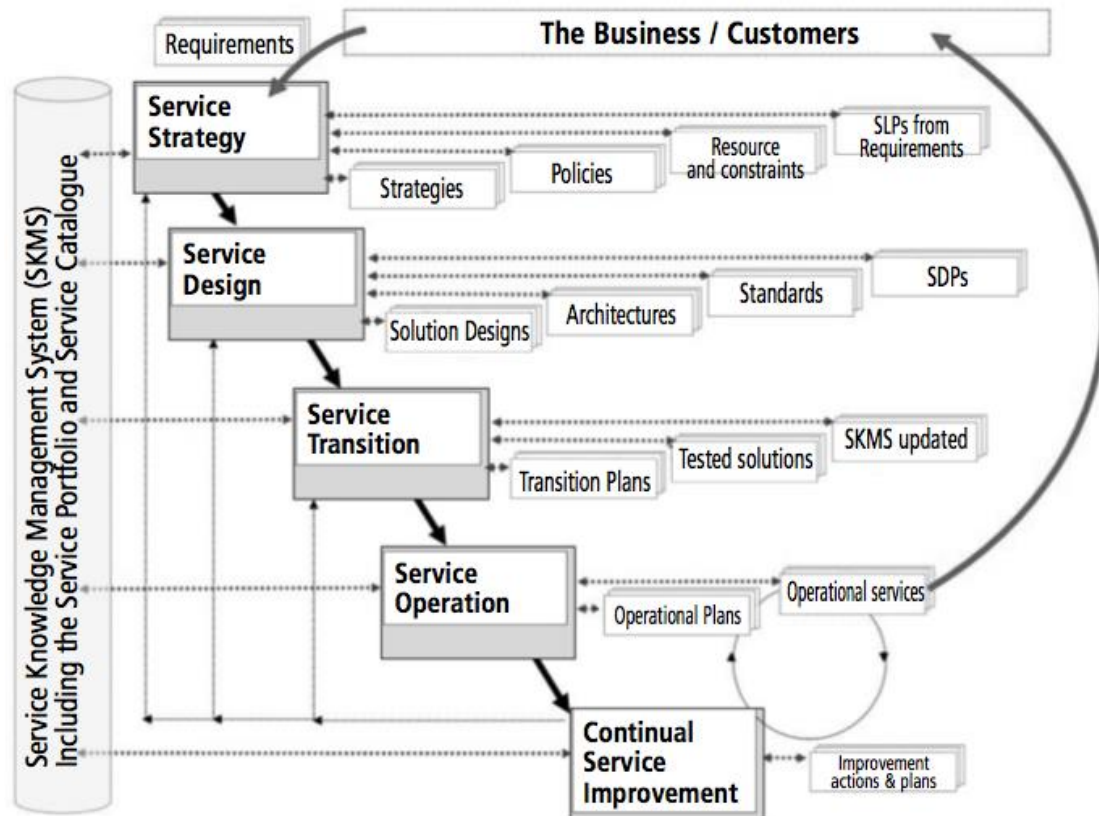 Requirements
The Business / Customers
Service
Strategy
SLPs from
Requirements
Resource
and constraints
Policies
Strategies
Service
Design
SDPs
Standards
Architectures
Solution Designs
Service
Transition
SKMS updated
Tested solutions
Transition Plans
Service
Operation
Operational services
Operational Plans
Continual
Service
Improvement
Improvement
actions & plans
Service Knowledge Management System (SKMS)
Including the Service Portfolio and Service Catalogue